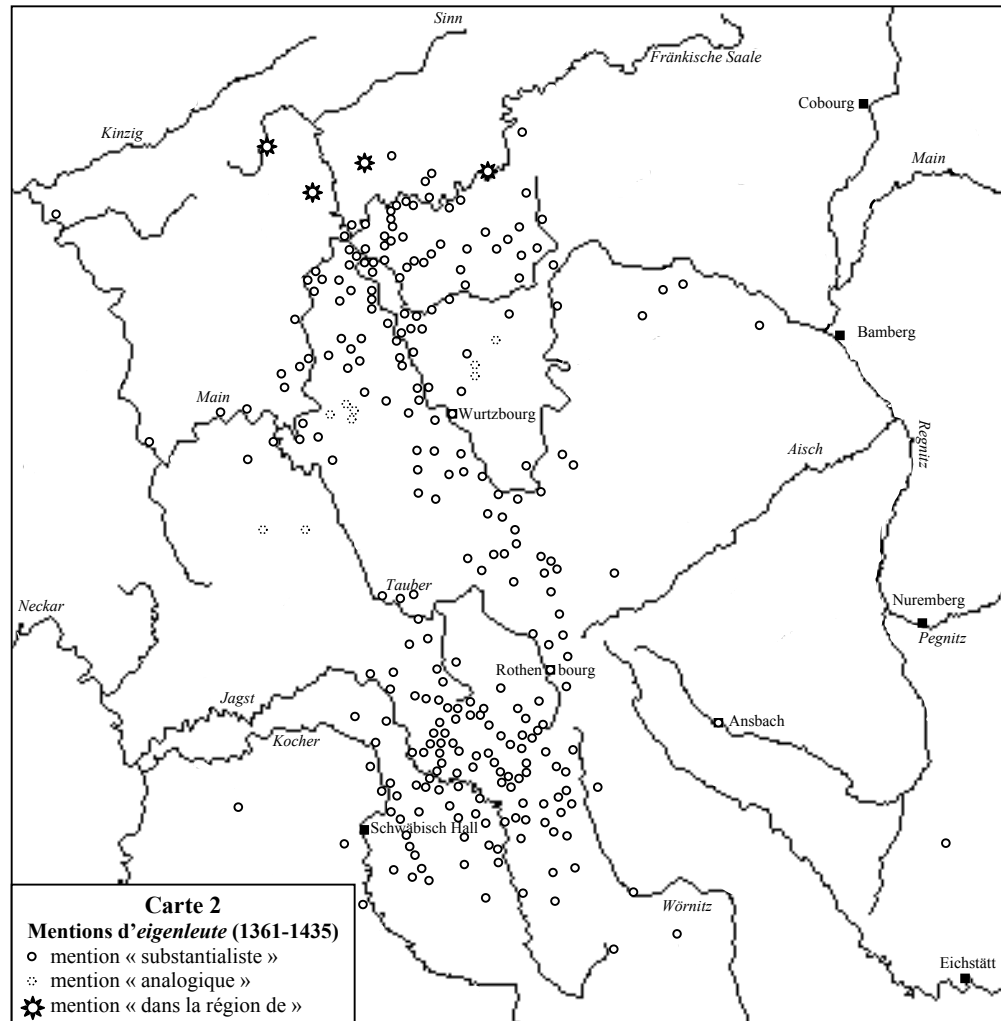 Sinn
Fränkische Saale
Cobourg
Kinzig
Main
Bamberg
Main
Wurtzbourg
Regnitz
Aisch
Tauber
Neckar
Nuremberg
Pegnitz
Rothen bourg
Jagst
Ansbach
Kocher
Schwäbisch Hall
Wörnitz
Eichstätt
Carte 2
Mentions d'eigenleute (1361-1435)
mention « substantialiste »
mention « analogique »
mention « dans la région de »